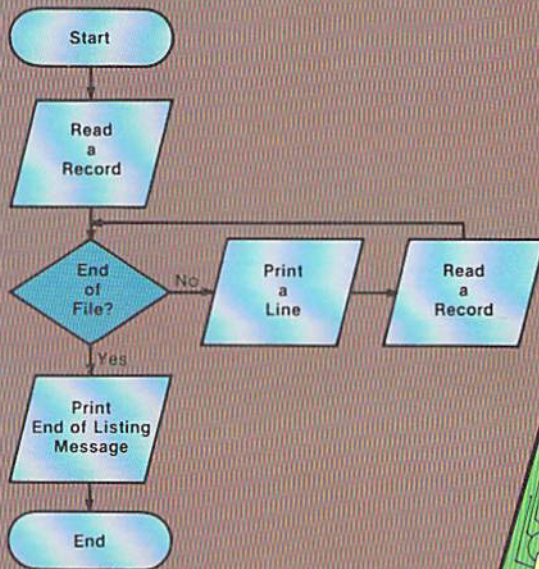 Start
Read
a
Record
End
of
File?
No
Print
a
Line
Read
a
Record
Yes
Print
End of Listing
Message
End